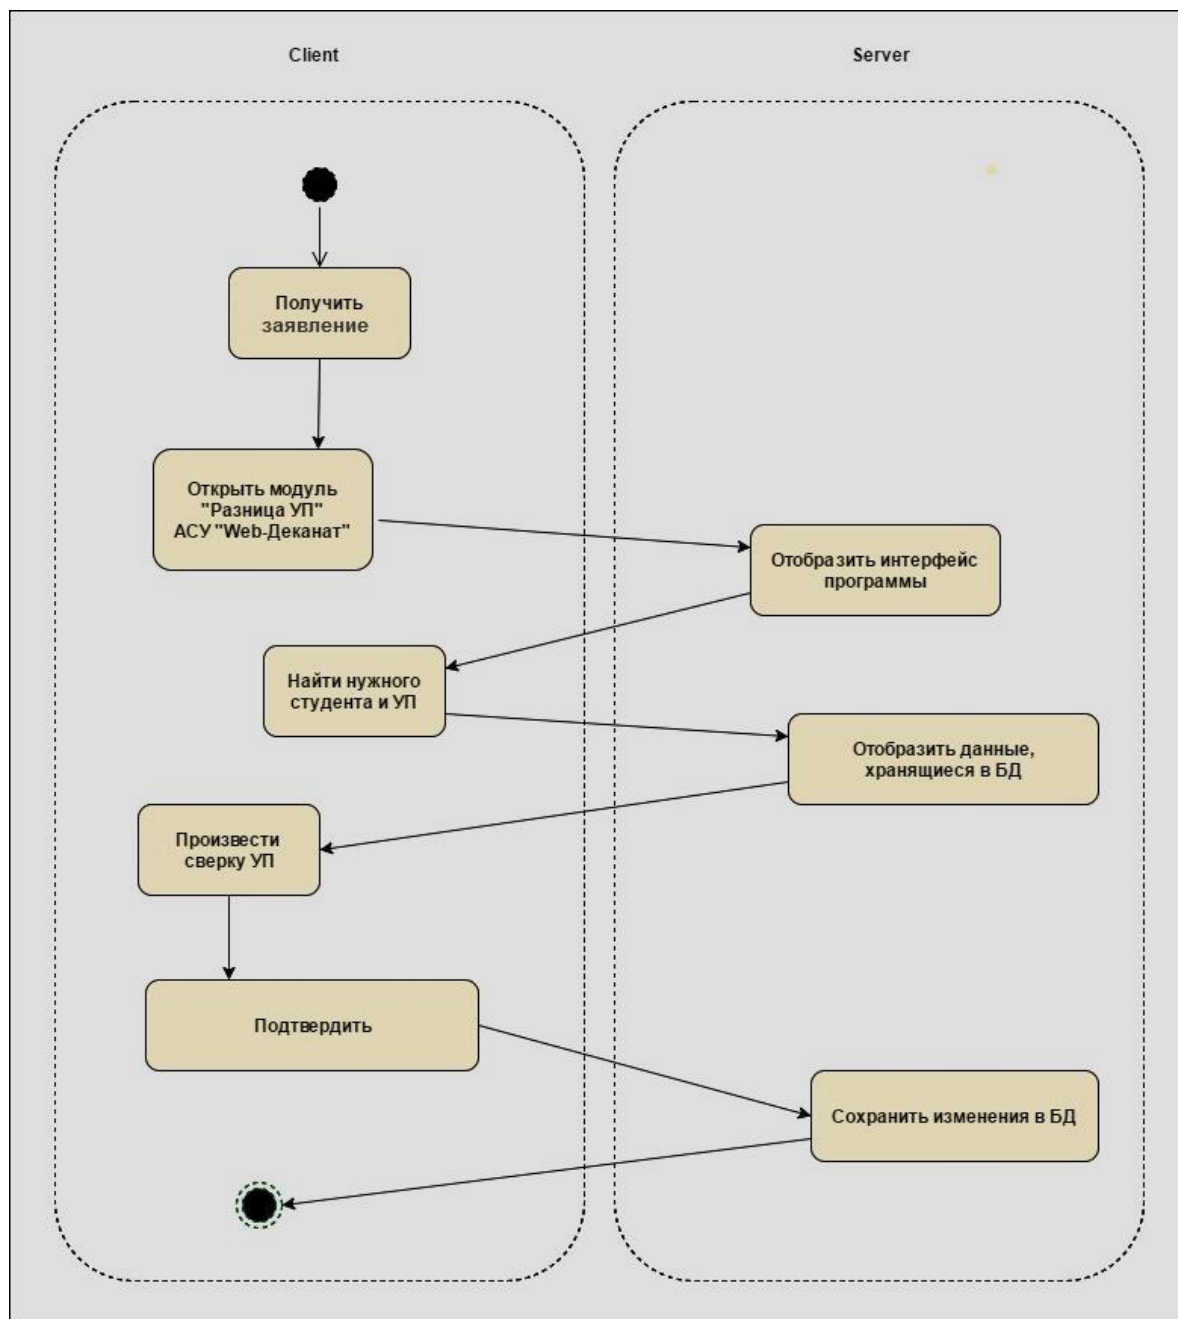 Client
Server
Получить
заявление
Открыть модуль
"Разница УП"
АСУ "Web-Деканат"
Отобразить интерфейс
программы
Найти нужного
студента и УП
Отобразить данные,
хранящиеся в БД
Произвести
сверку УП
Подтвердить
Сохранить изменения в БД